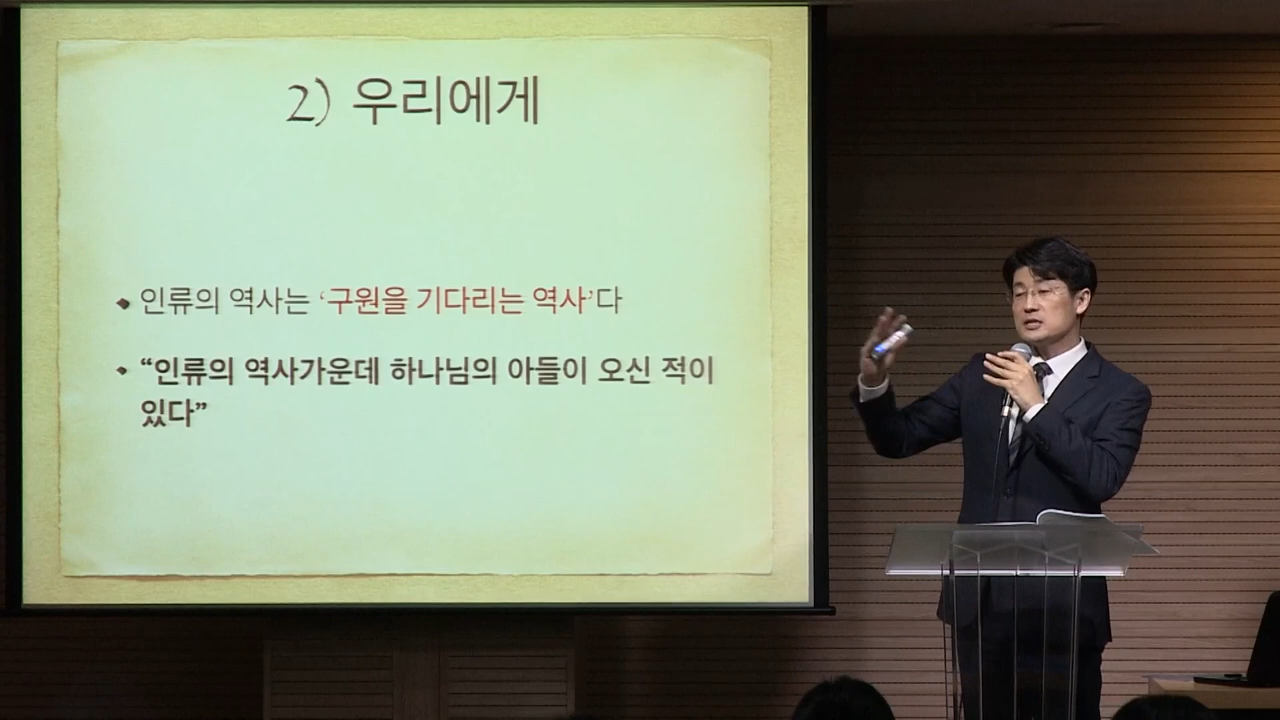 2) 우리에게
인류의 역사는 ‘구원을 기다리는 역사’다
“인류의 역사가운데 하나님의 아들이 오신 적이
있다”